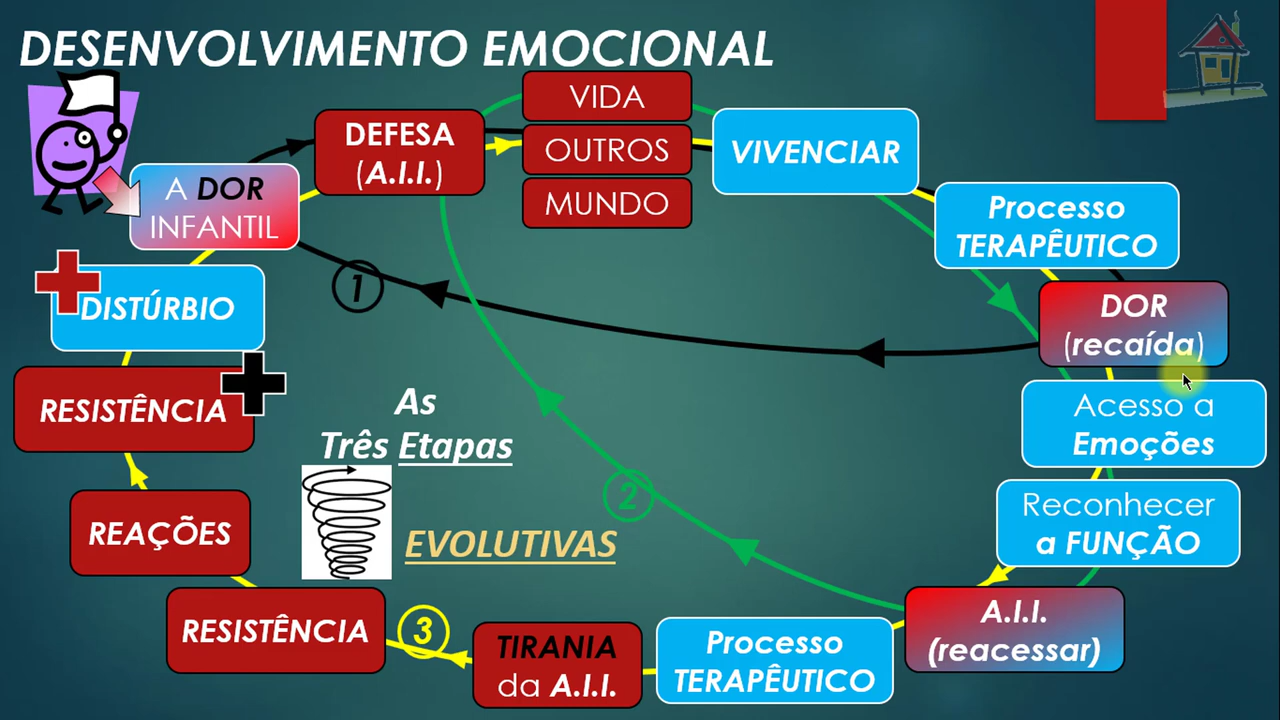 DESENVOLVIMENTO EMOCIONAL
VIDA
DEFESA
(A.I.I.)
OUTROS
MUNDO
VIVENCIAR
A DOR
INFANTIL
Processo
TERAPÊUTICO
DISTÚRBIO
1
DOR
(recaída)
RESISTÊNCIA
As
Três Etapas
Acesso a
Emoções
2
REAÇÕES
EVOLUTIVAS
Reconhecer
a FUNÇÃO
RESISTÊNCIA
3
TIRANIA
da A.I.I.
Processo
TERAPÊUTICO
A.I.I.
(reacessar)